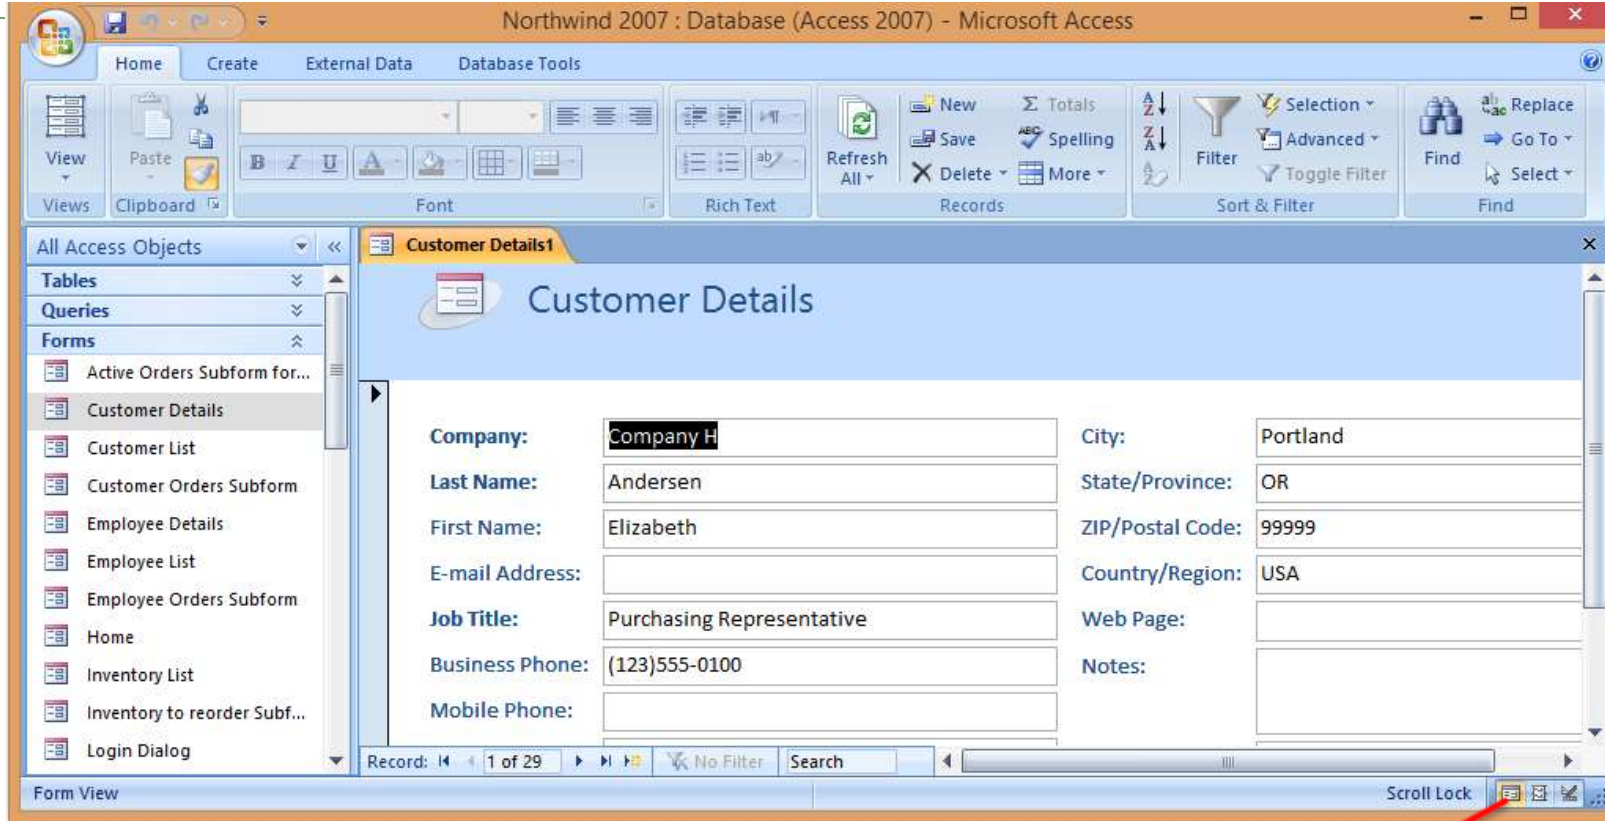 Northwind 2007 : Database (Access 2007) - Microsoft Access
Home Create External Data Database Tools
View
Views
Paste
Clipboard
B I U A
Font
ab
Rich Text
Refresh All
New
Save
Delete
Σ Totals
ABC Spelling
More
Records
A Z
Z A
Filter
Selection
Advanced
Toggle Filter
Sort & Filter
Find
Replace
Go To
Select
Find
All Access Objects
Tables
Queries
Forms
Active Orders Subform for...
Customer Details
Customer List
Customer Orders Subform
Employee Details
Employee List
Employee Orders Subform
Home
Inventory List
Inventory to reorder Subf...
Login Dialog
Customer Details1
Customer Details
Company: Company H
Last Name: Andersen
First Name: Elizabeth
E-mail Address:
Job Title: Purchasing Representative
Business Phone: (123)555-0100
Mobile Phone:
City: Portland
State/Province: OR
ZIP/Postal Code: 99999
Country/Region: USA
Web Page:
Notes:
Record: 1 of 29 No Filter Search
Form View Scroll Lock